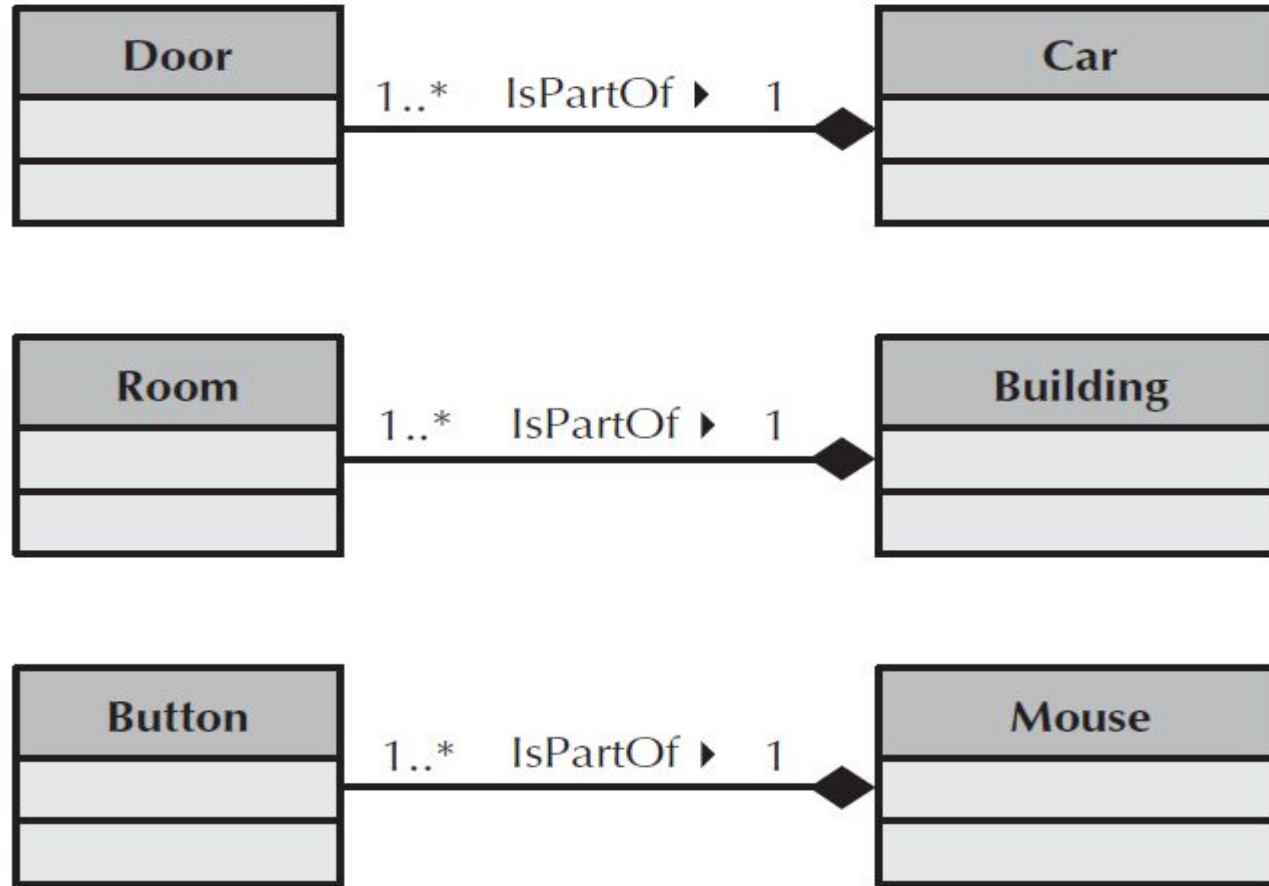 Door
Car
1..* IsPartOf ▶ 1
Room
Building
1..* IsPartOf ▶ 1
Button
Mouse
1..* IsPartOf ▶ 1